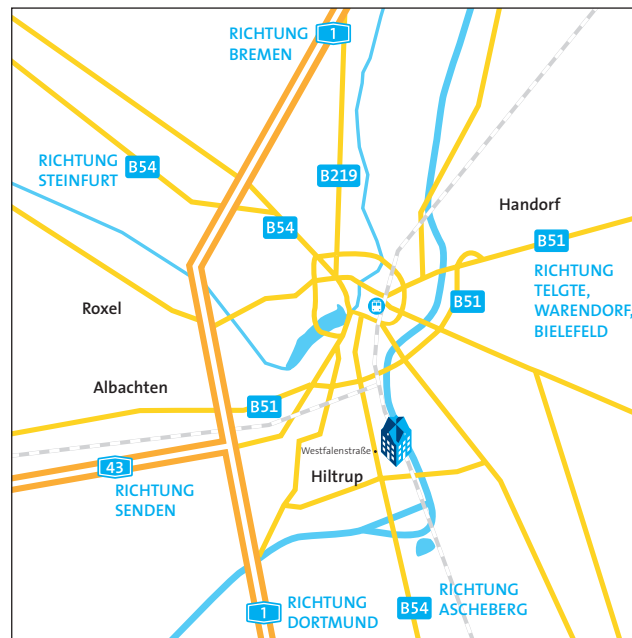 RICHTUNG
BREMEN
1
RICHTUNG
STEINFURT
B54
B219
Handorf
B54
B51
RICHTUNG
TELGTE,
WARENDORF,
BIELEFELD
B51
Roxel
Albachten
B51
Westfalenstraße
43
RICHTUNG
SENDEN
Hiltrup
1
RICHTUNG
DORTMUND
B54
RICHTUNG
ASCHEBERG